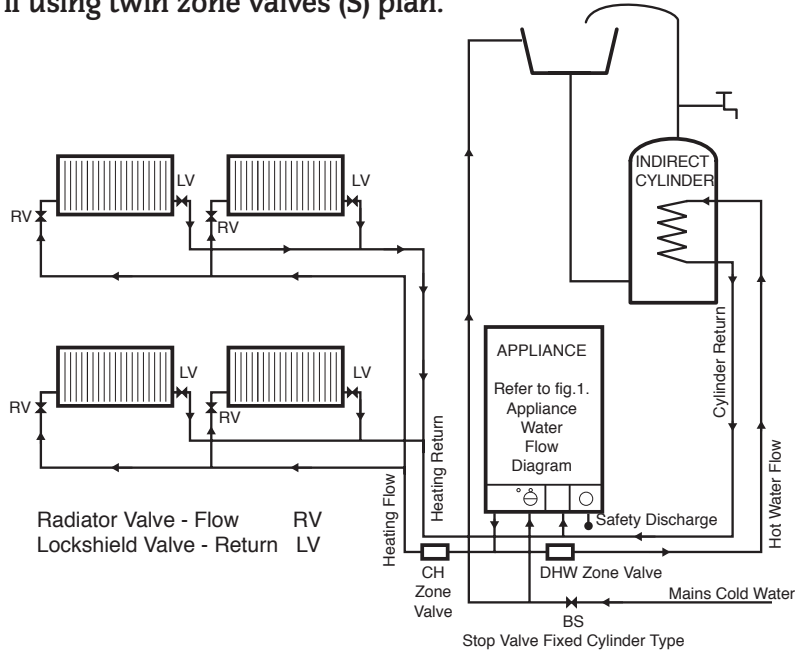 if using twin zone valves (S) plan.
INDIRECT
CYLINDER
LV
LV
RV
RV
LV
LV
RV
RV
APPLIANCE
Refer to fig.1.
Appliance
Water
Flow
Diagram
Cylinder Return
Hot Water Flow
Heating Return
Heating Flow
Safety Discharge
Radiator Valve - Flow RV
Lockshield Valve - Return LV
CH
Zone
Valve
DHW Zone Valve
Mains Cold Water
BS
Stop Valve Fixed Cylinder Type